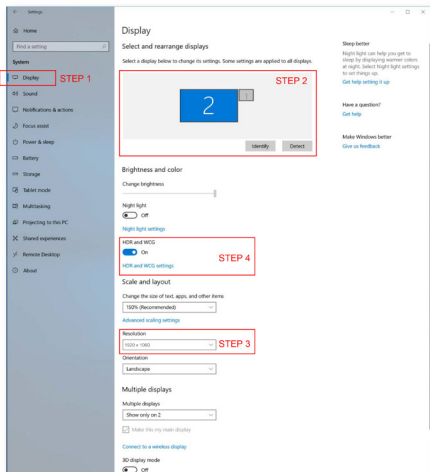 Settings
Home
Find a setting
System
Display
STEP 1
Sound
Notifications & actions
Focus assist
Power & sleep
Battery
Storage
Tablet mode
Multitasking
Projecting to this PC
Shared experiences
Remote Desktop
About
Display
Select and rearrange displays
Select a display below to change its settings. Some settings are applied to all displays.
STEP 2
2
1
Identify
Detect
Brightness and color
Change brightness
Night light
Off
Night light settings
HDR and WCG
On
STEP 4
HDR and WCG settings
Scale and layout
Change the size of text, apps, and other items
150% (Recommended)
Advanced scaling settings
Resolution
1920 x 1080
STEP 3
Orientation
Landscape
Multiple displays
Multiple displays
Show only on 2
Make this my main display
Connect to a wireless display
3D display mode
Off
Sleep better
Night light can help you get to
sleep by displaying warmer colors
at night. Select Night light settings
to set things up.
Get help setting it up
Have a question?
Get help
Make Windows better
Give us feedback